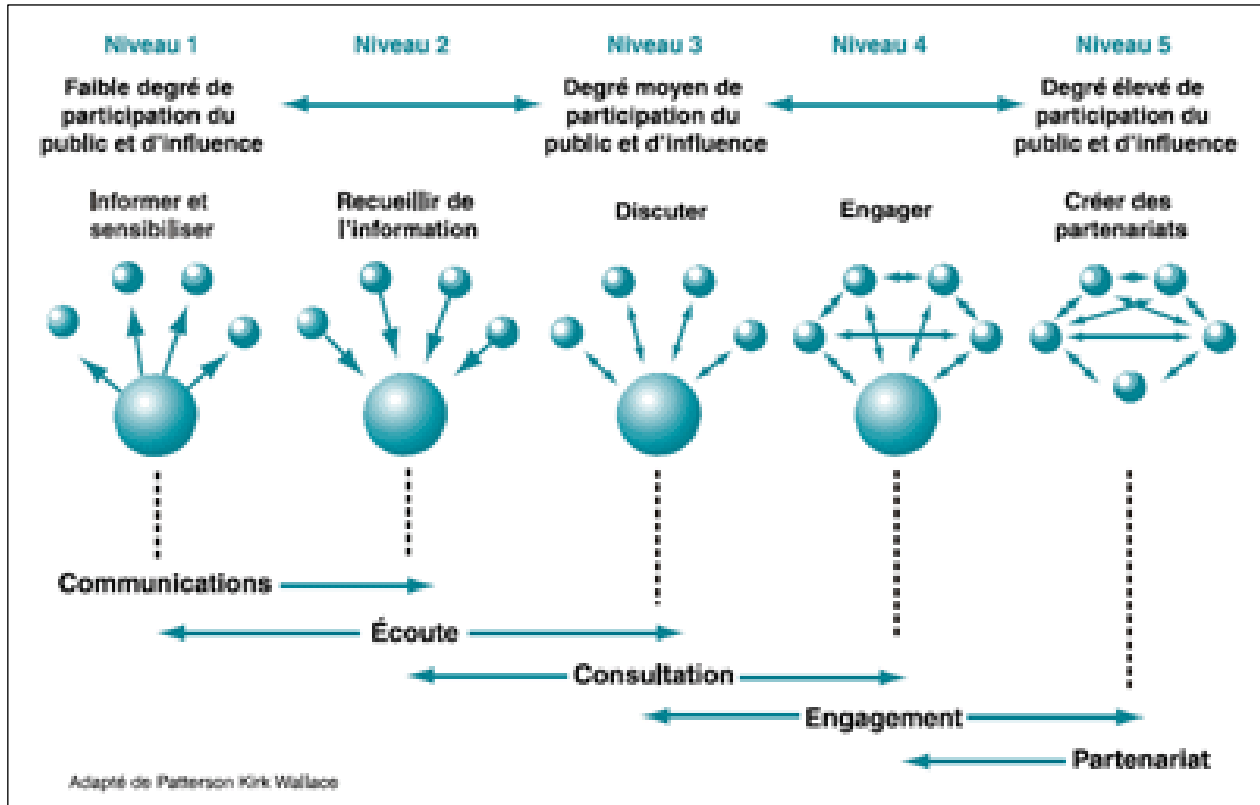 Niveau 1
Niveau 2
Niveau 3
Niveau 4
Niveau 5
Faible degré de
participation du
public et d'influence
Degré moyen de
participation du
public et d'influence
Degré élevé de
participation du
public et d'influence
Informer et
sensibiliser
Recueillir de
l'information
Discuter
Engager
Créer des
partenariats
Communications
Écoute
Consultation
Engagement
Partenariat
Adapté de Patterson Kirk Wallace